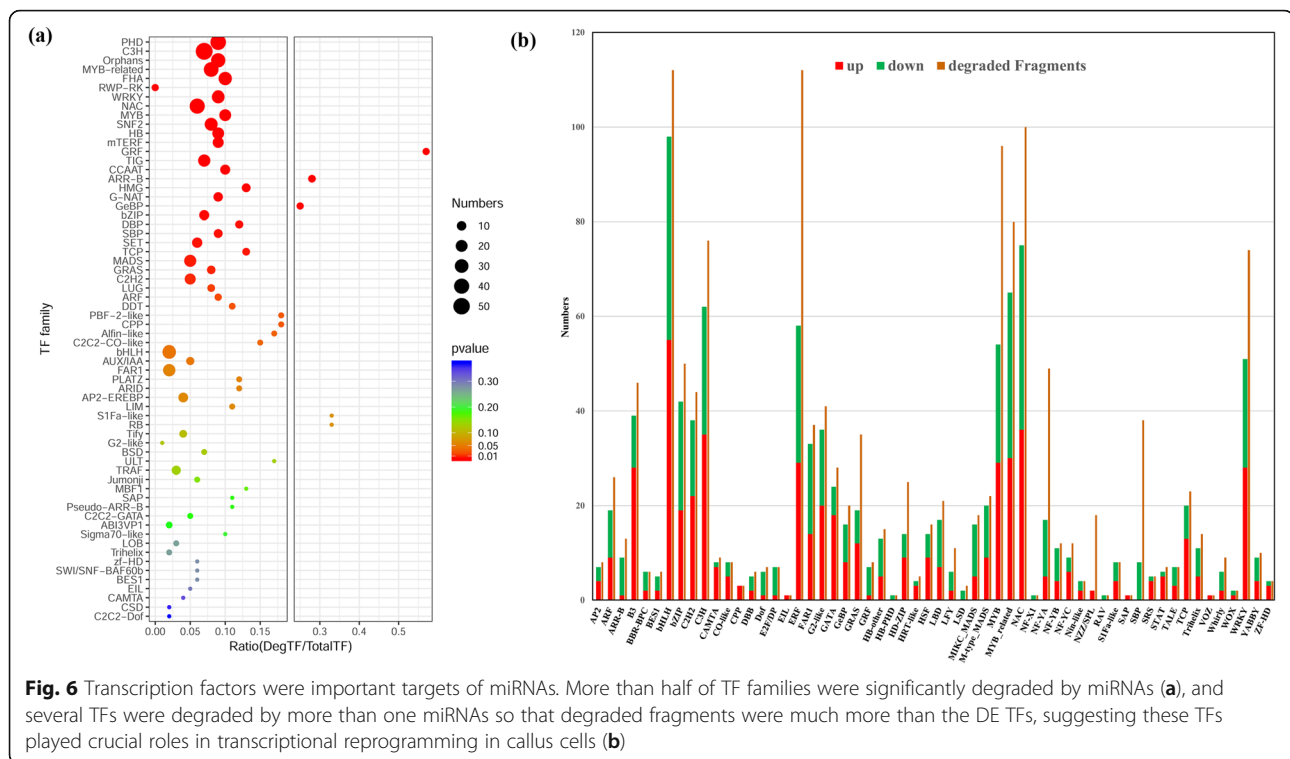 (a)
PHD
C3H
Orphans
MYB-related
FHA
RWP-RK
WRKY
NAC
MYB
SNF2
HB
mTERF
GRF
TIG
CCAAT
ARR-B
HMG
G-NAT
GeBP
bZIP
DBP
SBP
SET
TCP
MADS
GRAS
C2H2
LUG
ARF
DDT
PBF-2-like
CPP
Alfin-like
C2C2-CO-like
bHLH
AUX/IAA
FAR1
PLATZ
ARID
AP2-EREBP
LIM
S1Fa-like
RB
Tify
G2-like
BSD
ULT
TRAF
Jumonji
MBF1
SAP
Pseudo-ARR-B
C2C2-GATA
ABI3VP1
Sigma70-like
LOB
Trihelix
zf-HD
SWI/SNF-BAF60b
BES1
EIL
CAMTA
CSD
C2C2-Dof
TF family
0.00 0.05 0.10 0.15 0.3 0.4 0.5
Ratio(DegTF/TotalTF)
Numbers
10
20
30
40
50
pvalue
0.30
0.20
0.10
0.05
0.01
(b)
up down degraded Fragments
120
100
80
60
40
20
0
Numbers
AP2 ARF ARR-B B3 BBR-BPC BES1 bHLH bZIP C2H2 C3H CAMTA CO-like CPP DBB Dof E2F/DP EIL ERF FAR1 G2-like GATA GeBP GRAS GRF HB-other HB-PHD HD-ZIP HRT-like HSF LBD LFY LSD MIKC_MADS M-type_MADS MYB MYB_related NAC NF-X1 NF-YA NF-YB NF-YC Nin-like NZZ/SPL RAV S1Fa-like SAP SBP SRS STAT TALE TCP Trihelix VOZ Whirly WOX WRKY YABBY ZF-HD
Fig. 6 Transcription factors were important targets of miRNAs. More than half of TF families were significantly degraded by miRNAs (a), and
several TFs were degraded by more than one miRNAs so that degraded fragments were much more than the DE TFs, suggesting these TFs
played crucial roles in transcriptional reprogramming in callus cells (b)